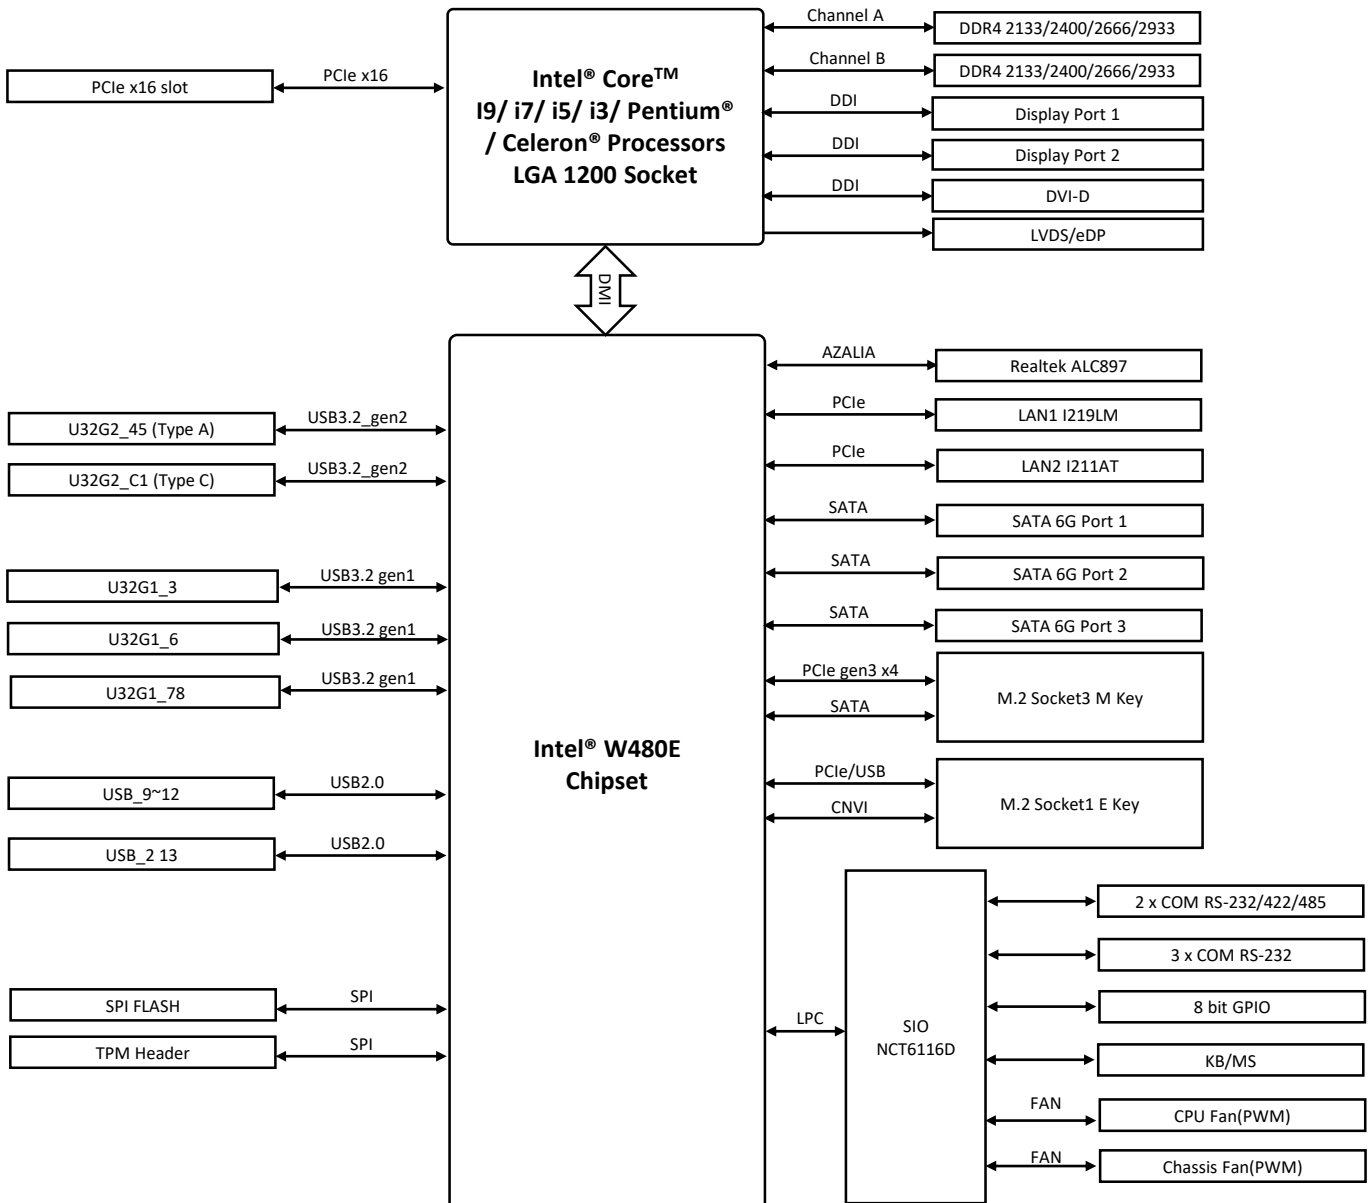 Channel A
DDR4 2133/2400/2666/2933
PCIe x16 slot
PCIe x16
Intel® Core™
I9/ i7/ i5/ i3/ Pentium®
/ Celeron® Processors
LGA 1200 Socket
Channel B
DDR4 2133/2400/2666/2933
DDI
Display Port 1
DDI
Display Port 2
DDI
DVI-D
LVDS/eDP
DMI
AZALIA
Realtek ALC897
U32G2_45 (Type A)
USB3.2_gen2
PCIe
LAN1 I219LM
U32G2_C1 (Type C)
USB3.2_gen2
PCIe
LAN2 I211AT
SATA
SATA 6G Port 1
U32G1_3
USB3.2 gen1
SATA
SATA 6G Port 2
U32G1_6
USB3.2 gen1
SATA
SATA 6G Port 3
U32G1_78
USB3.2 gen1
PCIe gen3 x4
SATA
M.2 Socket3 M Key
Intel® W480E
Chipset
USB_9~12
USB2.0
PCIe/USB
CNVI
M.2 Socket1 E Key
USB_2 13
USB2.0
SPI FLASH
SPI
TPM Header
SPI
LPC
SIO
NCT6116D
2 x COM RS-232/422/485
3 x COM RS-232
8 bit GPIO
KB/MS
FAN
CPU Fan(PWM)
FAN
Chassis Fan(PWM)